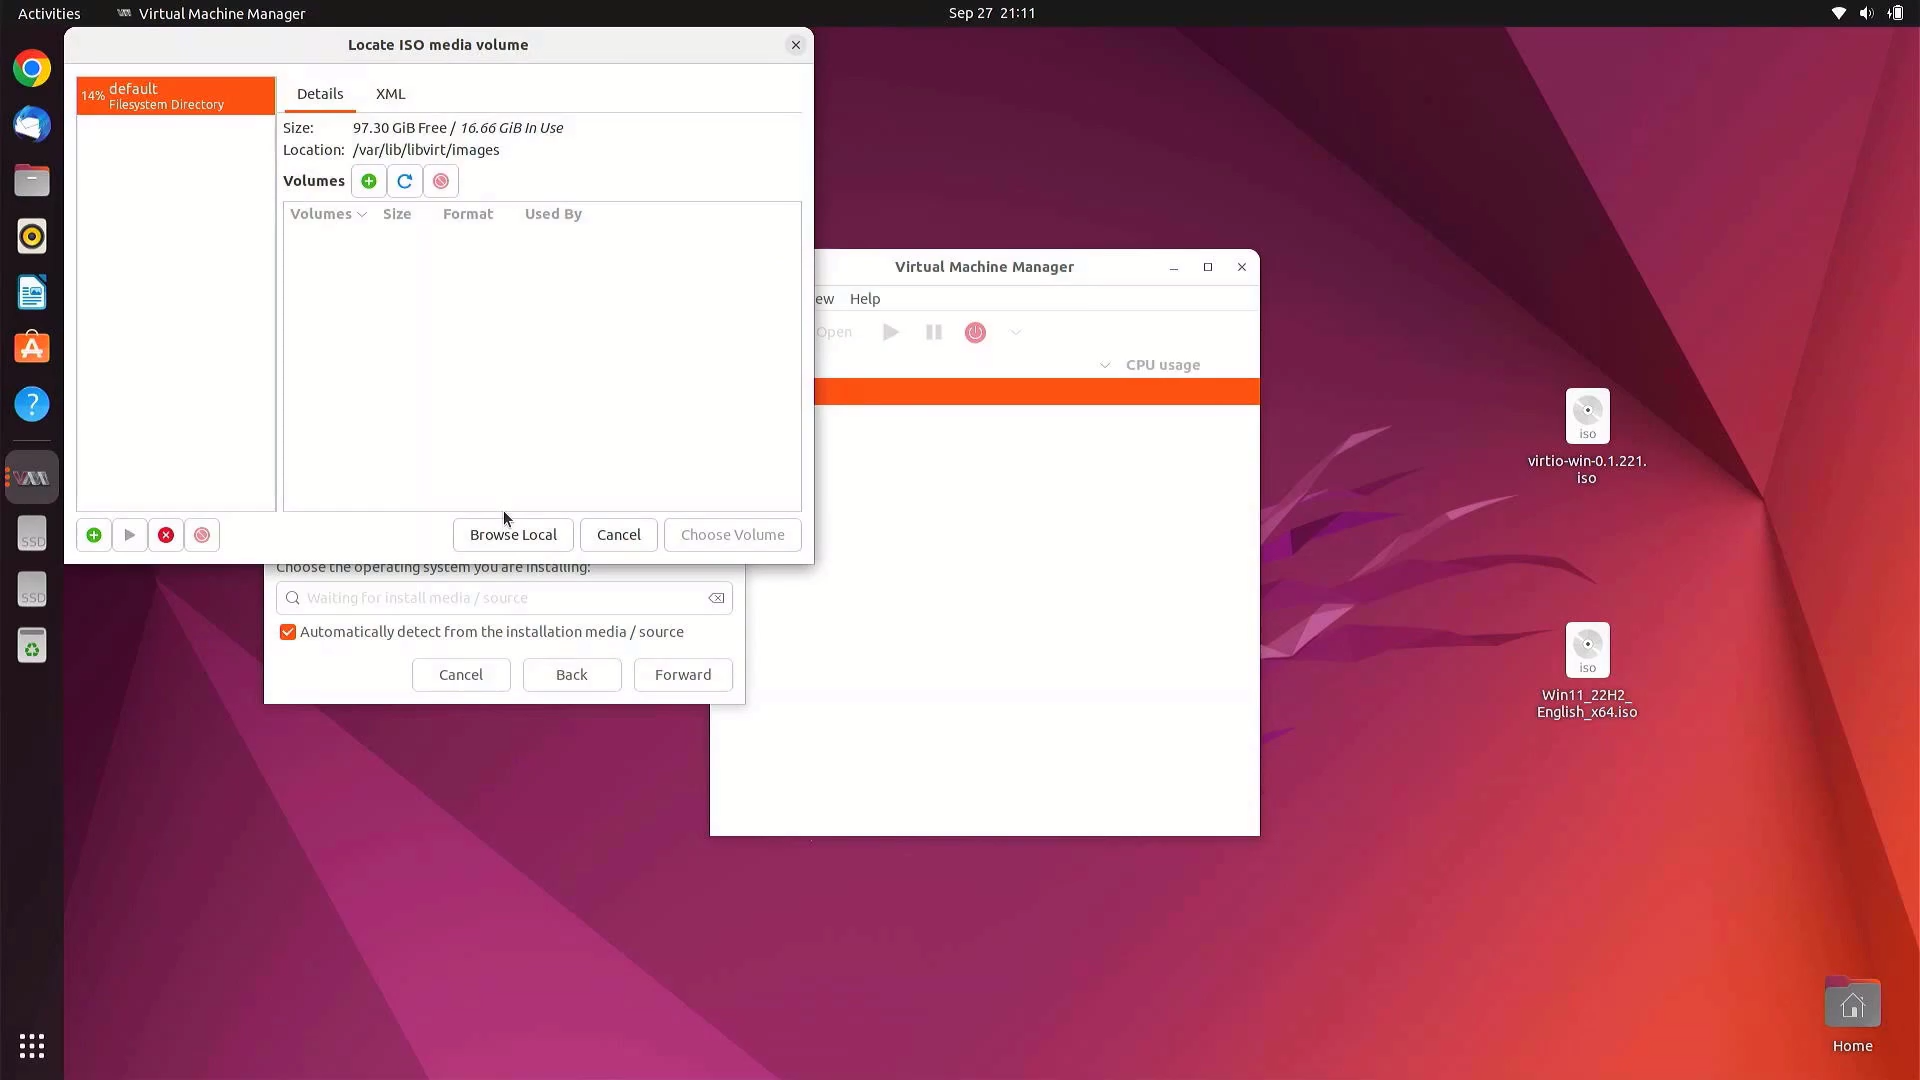 Activities
Virtual Machine Manager
Sep 27 21:11
Locate ISO media volume
14%
default
Filesystem Directory
Details
XML
Size: 97.30 GiB Free / 16.66 GiB In Use
Location: /var/lib/libvirt/images
Volumes
Volumes Size Format Used By
Browse Local
Cancel
Choose Volume
Choose the operating system you are installing:
Waiting for install media / source
Automatically detect from the installation media / source
Cancel
Back
Forward
Virtual Machine Manager
ew Help
Open
CPU usage
iso
virtio-win-0.1.221.
iso
iso
Win11_22H2_
English_x64.iso
SSD
SSD
Home